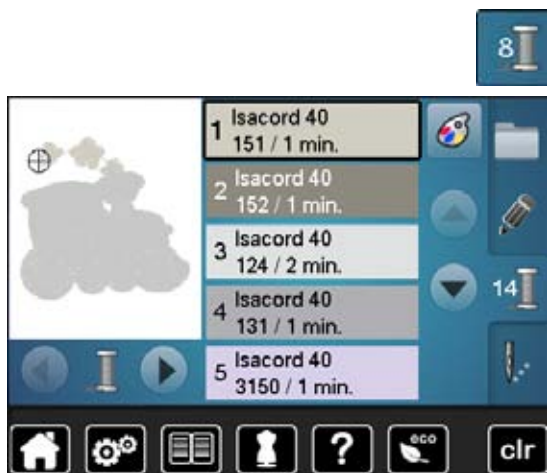 8
1 Isacord 40
151 / 1 min.
2 Isacord 40
152 / 1 min.
3 Isacord 40
124 / 2 min.
14
4 Isacord 40
131 / 1 min.
5 Isacord 40
3150 / 1 min.
?
eco
clr